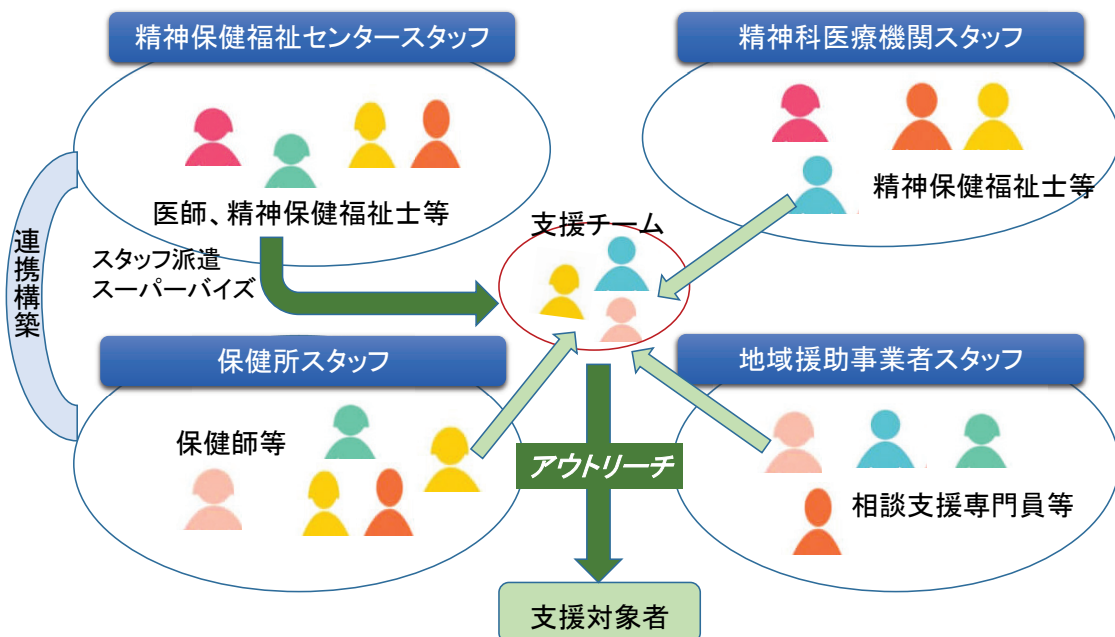 精神保健福祉センタースタッフ
精神科医療機関スタッフ
医師、精神保健福祉士等
精神保健福祉士等
支援チーム
連携構築
スタッフ派遣
スーパーバイズ
保健所スタッフ
地域援助事業者スタッフ
保健師等
アウトリーチ
相談支援専門員等
支援対象者